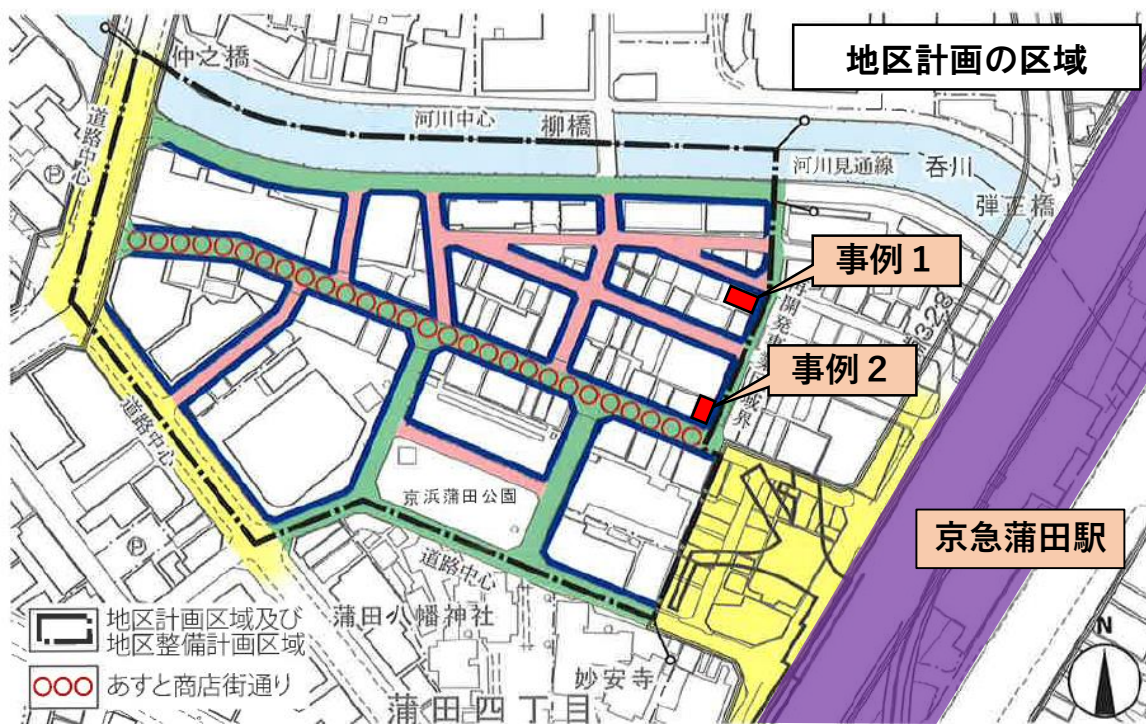 地区計画の区域
仲之橋
道路中心
河川中心
柳橋
河川見通線
呑川
弾正橋
事例1
事例2
京急蒲田駅
京浜蒲田公園
道路中心
道路中心
蒲田八幡神社
妙安寺
蒲田四丁目
地区計画区域及び
地区整備計画区域
あすと商店街通り
P
P
N